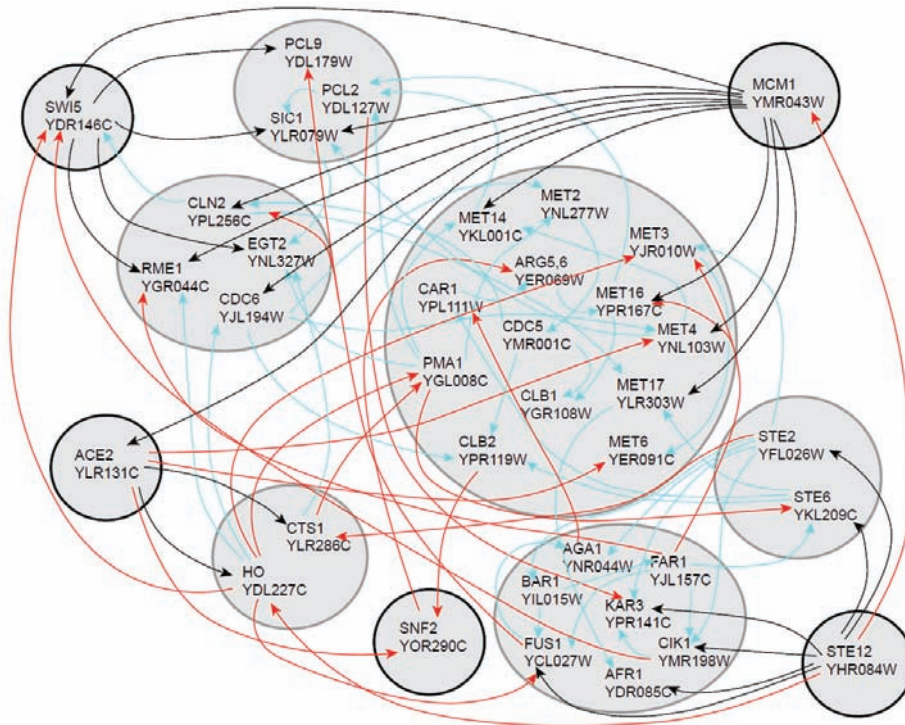 PCL9
YDL179W
PCL2
YDL127W
SIC1
YLR079W
SWI5
YDR146C
MCM1
YMR043W
CLN2
YPL256C
EGT2
YNL327W
RME1
YGR044C
CDC6
YJL194W
MET14
YKL001C
MET2
YNL277W
MET3
YJR010W
ARG5,6
YER069W
CAR1
YPL111W
MET16
YPR167C
CDC5
YMR001C
MET4
YNL103W
PMA1
YGL008C
CLB1
YGR108W
MET17
YLR303W
CLB2
YPR119W
MET6
YER091C
STE2
YFL026W
STE6
YKL209C
ACE2
YLR131C
CTS1
YLR286C
HO
YDL227C
SNF2
YOR290C
AGA1
YNR044W
FAR1
YJL157C
BAR1
YIL015W
KAR3
YPR141C
FUS1
YCL027W
CIK1
YMR198W
AFR1
YDR085C
STE12
YHR084W